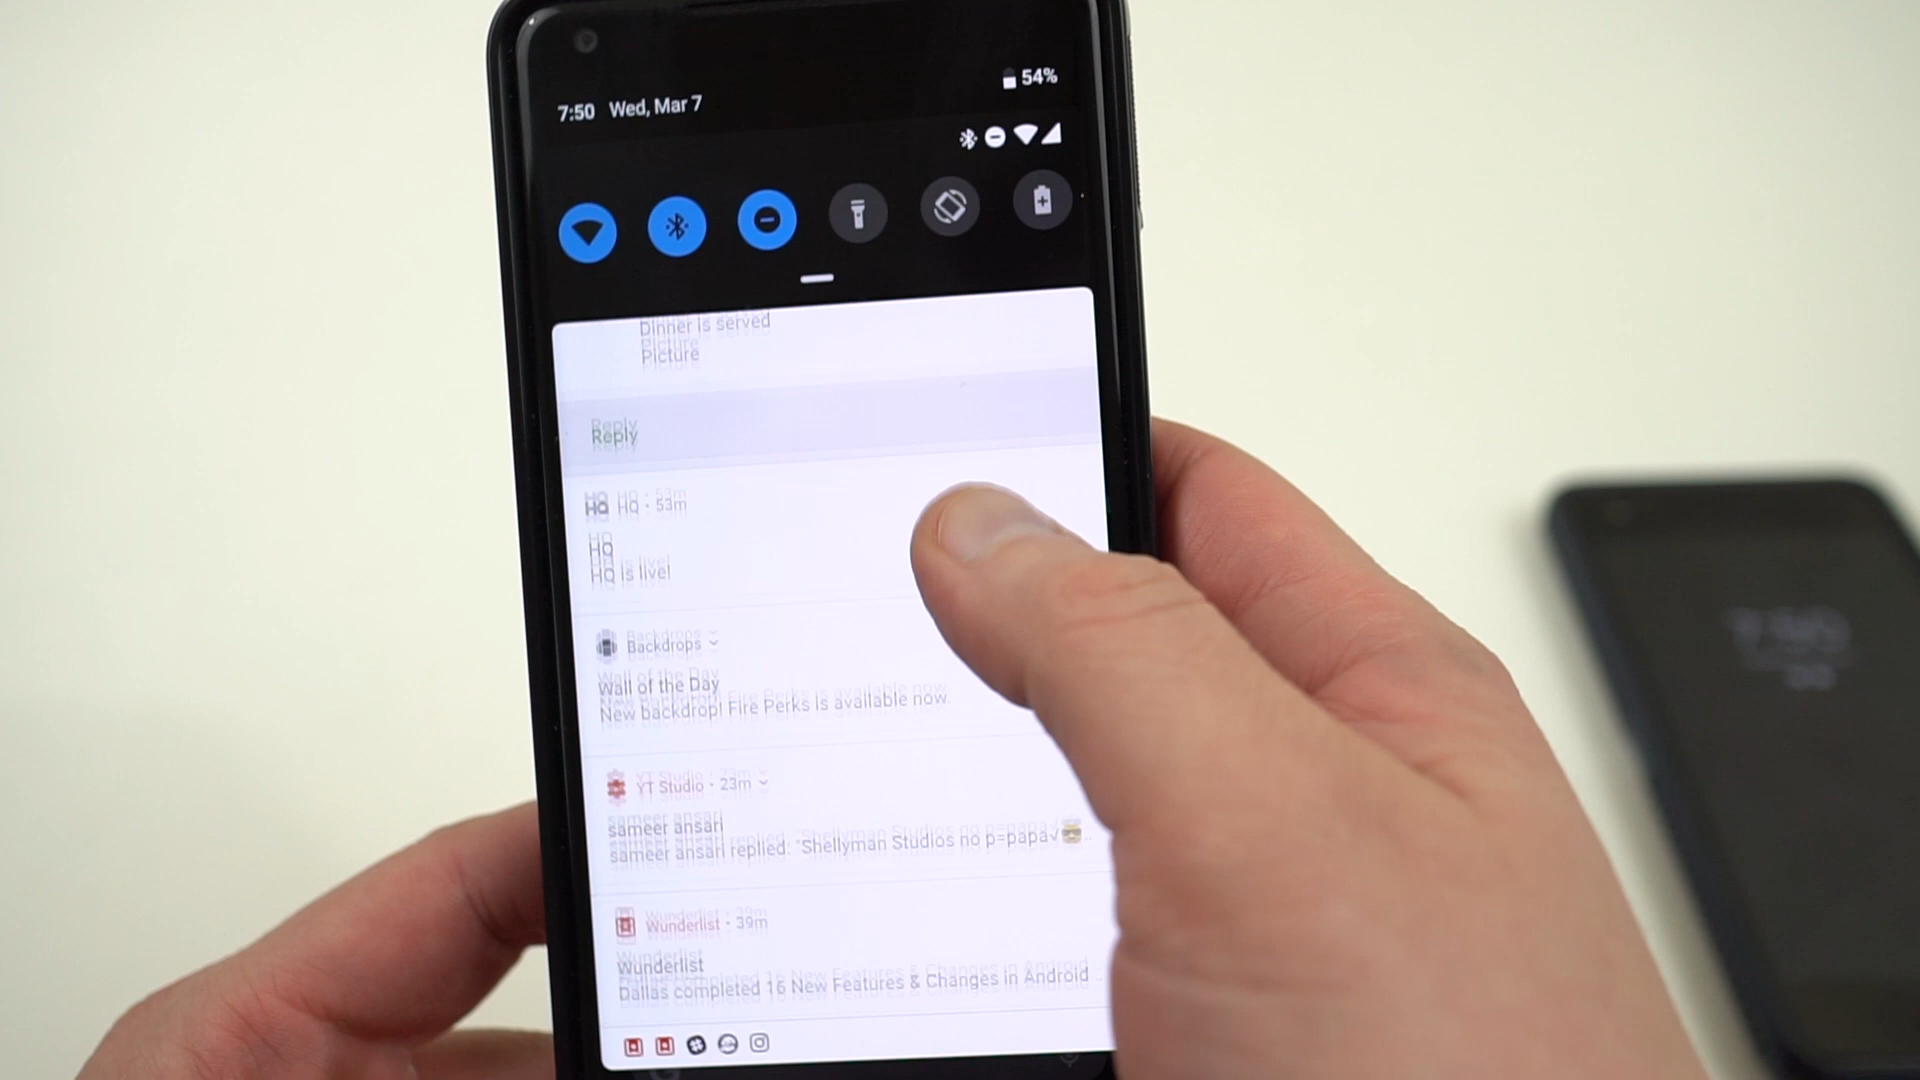 54%
7:50 Wed, Mar 7
Dinner is served
Picture
Reply
HQ HQ · 53m
HQ
HQ is live!
Backdrops
Wall of the Day
New backdrop! Fire Perks is available now.
YT Studio · 23m
sameer ansari
sameer ansari replied: "Shellyman Studios no p=papa√
Wunderlist · 39m
Wunderlist
Dallas completed 16 New Features & Changes in Android